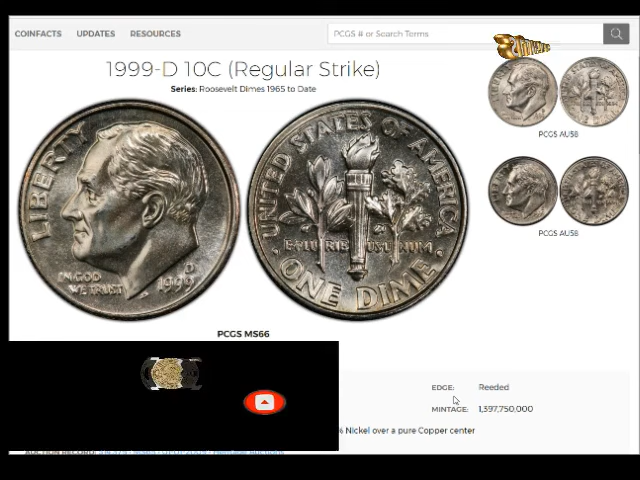 COINFACTS UPDATES RESOURCES
PCGS # or Search Terms
1999-D 10C (Regular Strike)
Series: Roosevelt Dimes 1965 to Date
LIBERTY
IN GOD
WE TRUST
D
1999
UNITED STATES OF AMERICA
E PLURIBUS UNUM
ONE DIME
PCGS AU58
PCGS AU58
PCGS MS66
EDGE: Reeded
MINTAGE: 1,397,750,000
% Nickel over a pure Copper center